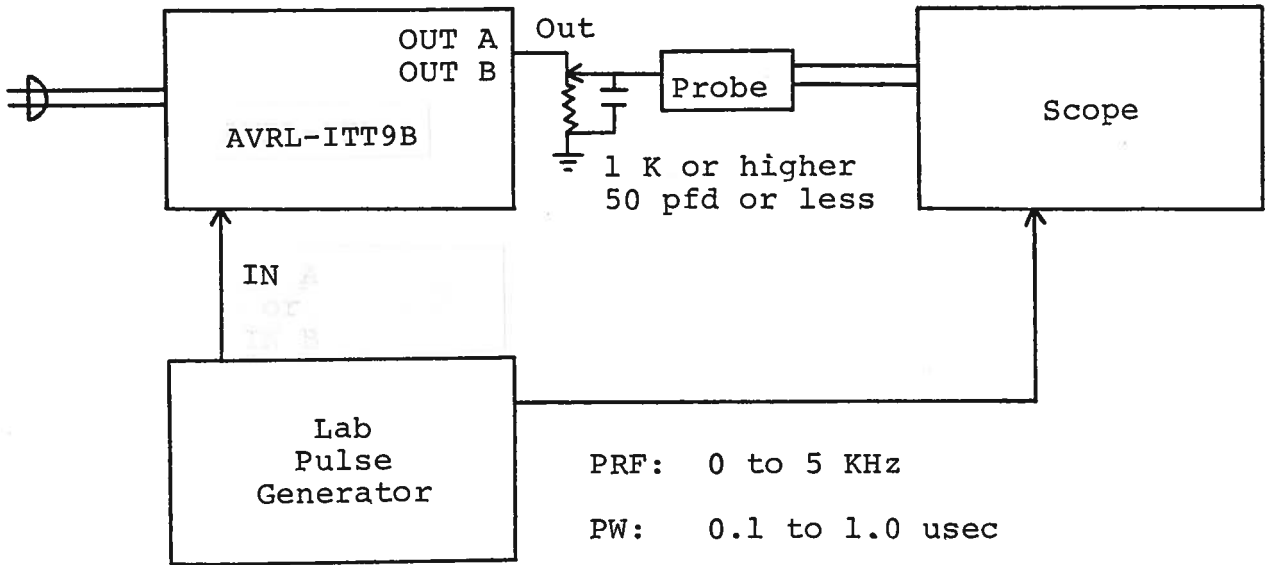 OUT A
OUT B
Out
AVRL-ITT9B
Probe
Scope
1 K or higher
50 pfd or less
IN
Lab
Pulse
Generator
PRF: 0 to 5 KHz
PW: 0.1 to 1.0 usec